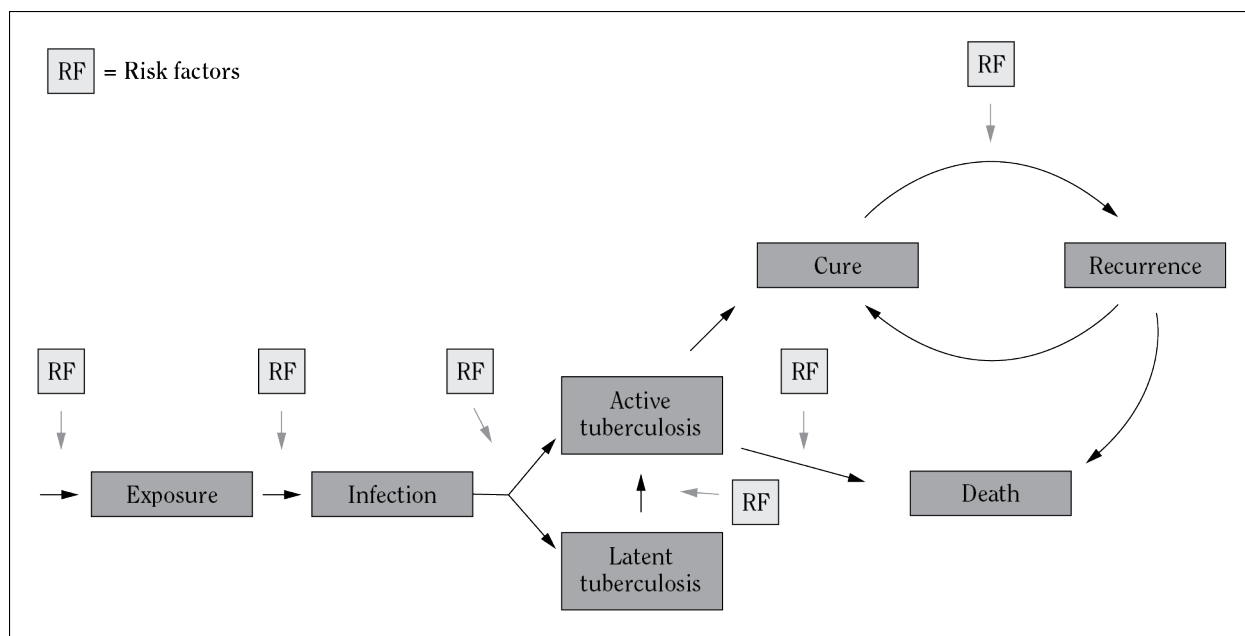 RF = Risk factors
RF
Cure
Recurrence
RF
RF
RF
RF
Active
tuberculosis
Exposure
Infection
RF
Death
Latent
tuberculosis